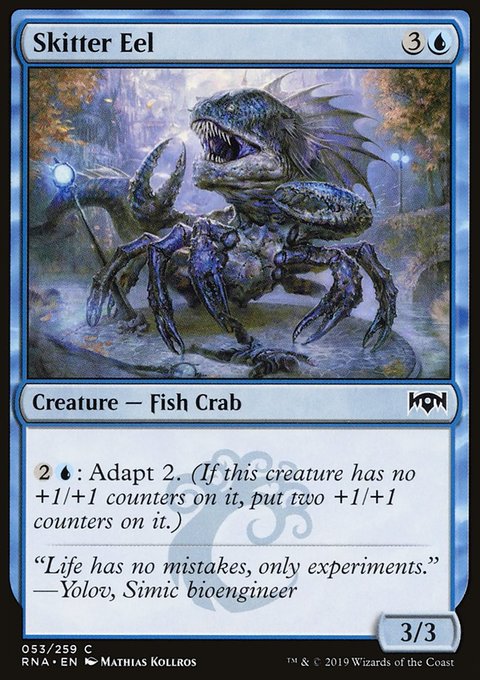 Skitter Eel 3
Creature — Fish Crab
2: Adapt 2. (If this creature has no
+1/+1 counters on it, put two +1/+1
counters on it.)
“Life has no mistakes, only experiments.”
—Yolov, Simic bioengineer
3/3
053/259 C
RNA • EN Mathias Kollros
™ & © 2019 Wizards of the Coast